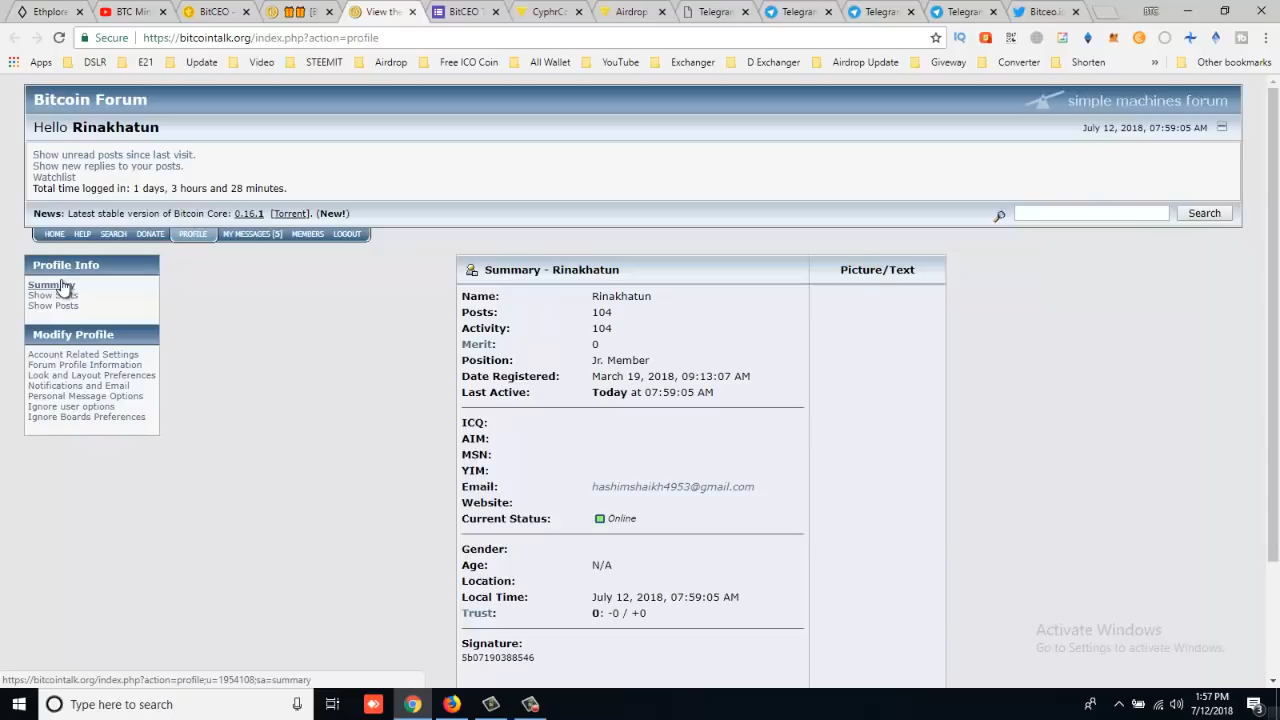 Ethplore
BTC Min
BitCEO -
View the
BitCEO T
CyphrCo
Airdrop
Telegram
Telegram
Telegram
Telegram
Bitceo.io
Secure
https://bitcointalk.org/index.php?action=profile
Apps DSLR E21 Update Video STEEMIT Airdrop Free ICO Coin All Wallet YouTube Exchanger D Exchanger Airdrop Update Giveway Converter Shorten » Other bookmarks
Bitcoin Forum
simple machines forum
Hello Rinakhatun
July 12, 2018, 07:59:05 AM
Show unread posts since last visit.
Show new replies to your posts.
Watchlist
Total time logged in: 1 days, 3 hours and 28 minutes.
News: Latest stable version of Bitcoin Core: 0.16.1 [Torrent]. (New!)
Search
HOME HELP SEARCH DONATE PROFILE MY MESSAGES [5] MEMBERS LOGOUT
Profile Info
Summary
Show Posts
Modify Profile
Account Related Settings
Forum Profile Information
Look and Layout Preferences
Notifications and Email
Personal Message Options
Ignore user options
Ignore Boards Preferences
Summary - Rinakhatun
Picture/Text
Name: Rinakhatun
Posts: 104
Activity: 104
Merit: 0
Position: Jr. Member
Date Registered: March 19, 2018, 09:13:07 AM
Last Active: Today at 07:59:05 AM
ICQ:
AIM:
MSN:
YIM:
Email: hashimshaikh4953@gmail.com
Website:
Current Status: Online
Gender:
Age: N/A
Location:
Local Time: July 12, 2018, 07:59:05 AM
Trust: 0: -0 / +0
Signature:
5b07190388546
Activate Windows
Go to Settings to activate Windows.
https://bitcointalk.org/index.php?action=profile;u=1954108;sa=summary
Type here to search
1:57 PM
7/12/2018